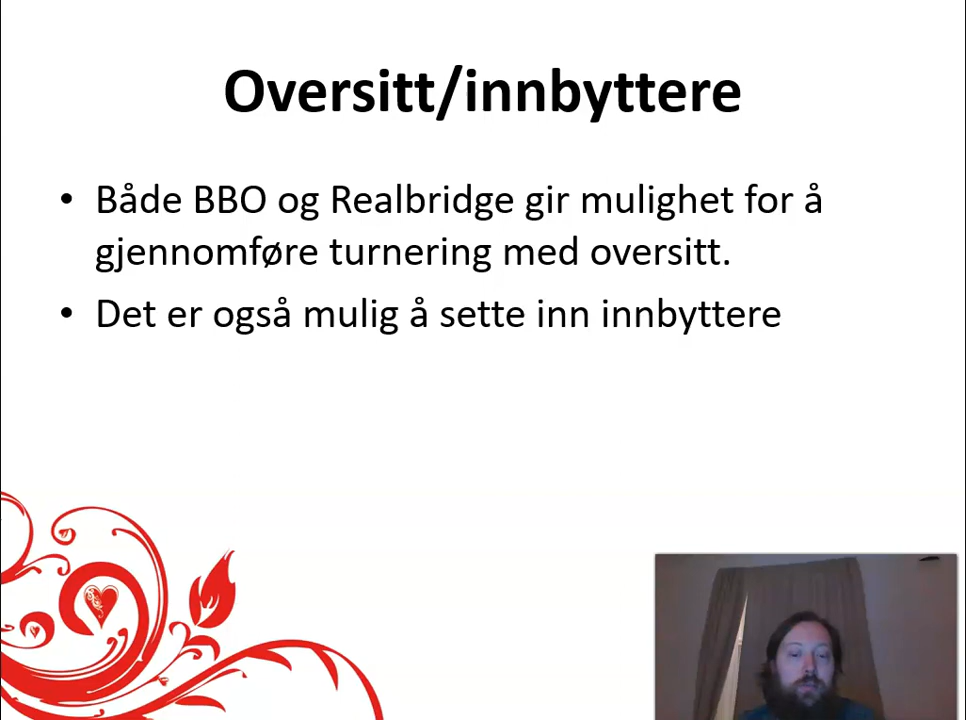 Oversitt/innbyttere
• Både BBO og Realbridge gir mulighet for å
gjennomføre turnering med oversitt.
• Det er også mulig å sette inn innbyttere